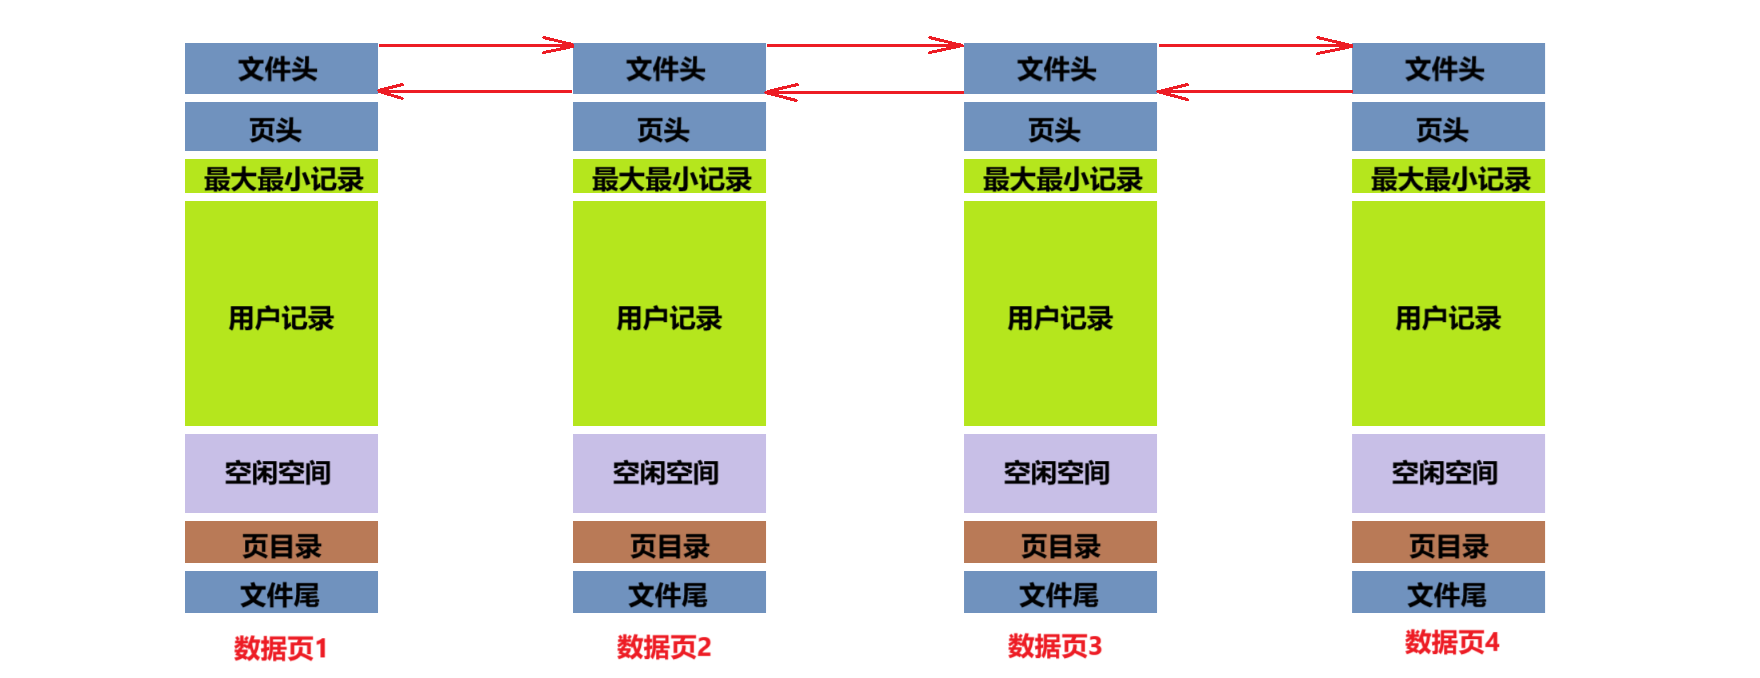 文件头
页头
最大最小记录
用户记录
空闲空间
页目录
文件尾
数据页1
文件头
页头
最大最小记录
用户记录
空闲空间
页目录
文件尾
数据页2
文件头
页头
最大最小记录
用户记录
空闲空间
页目录
文件尾
数据页3
文件头
页头
最大最小记录
用户记录
空闲空间
页目录
文件尾
数据页4